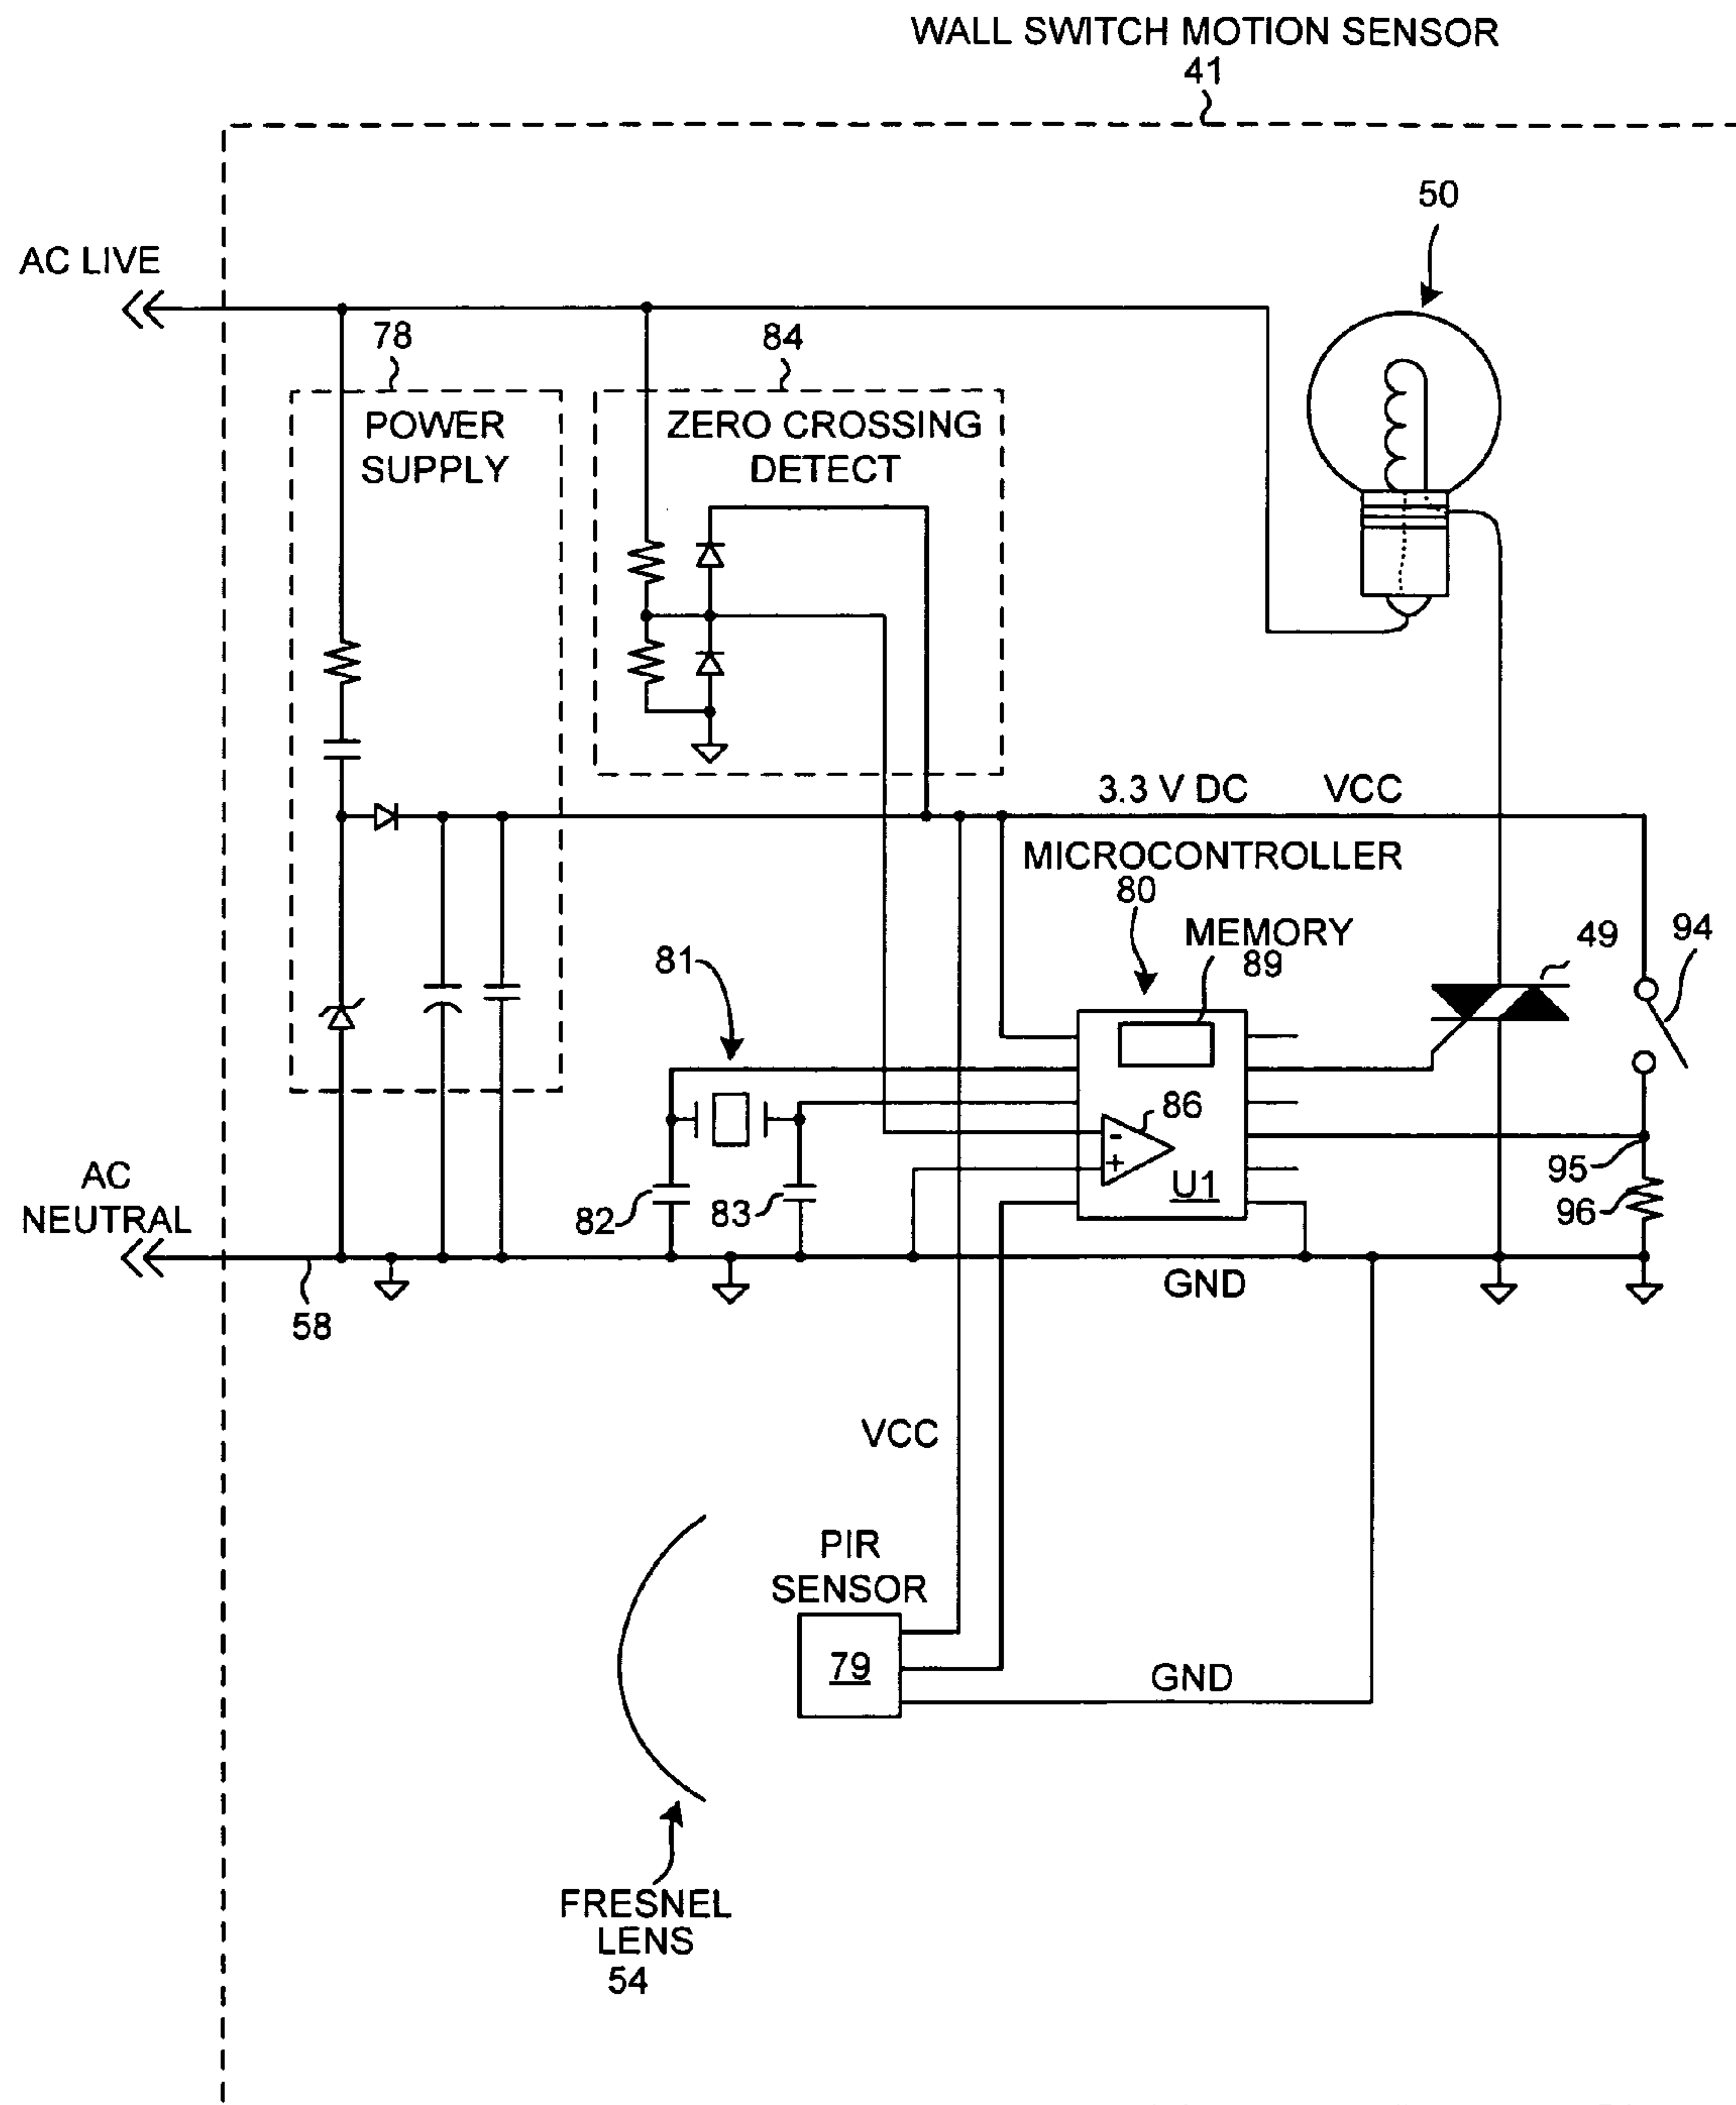 WALL SWITCH MOTION SENSOR
41
50
AC LIVE
78
84
POWER
SUPPLY
ZERO CROSSING
DETECT
3.3 V DC
VCC
MICROCONTROLLER
80
MEMORY
89
49
94
81
86
U1
95
96
82
83
AC
NEUTRAL
58
GND
VCC
PIR
SENSOR
79
GND
FRESNEL
LENS
54